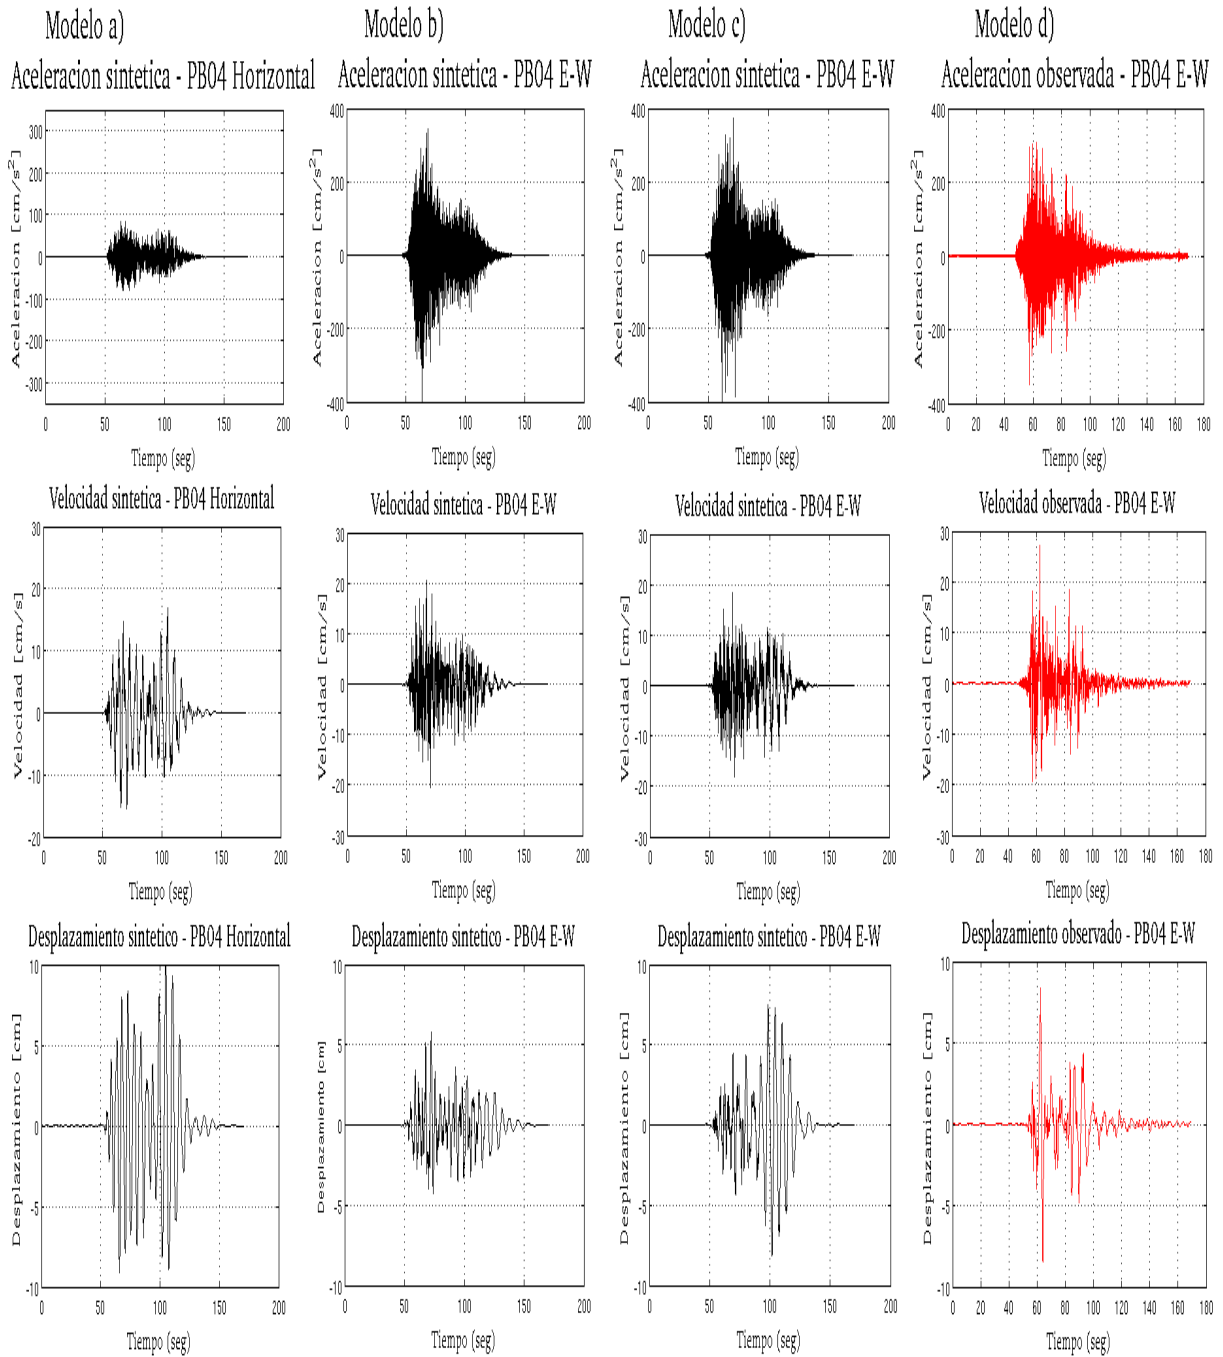 Modelo a)
Modelo b)
Modelo c)
Modelo d)
Aceleracion sintetica - PB04 Horizontal
Aceleracion sintetica - PB04 E-W
Aceleracion sintetica - PB04 E-W
Aceleracion observada - PB04 E-W
Aceleracion [cm/s²]
300
200
100
0
-100
-200
-300
0 50 100 150 200
Tiempo (seg)
Aceleracion [cm/s²]
400
200
0
-200
-400
0 50 100 150 200
Tiempo (seg)
Aceleracion [cm/s²]
400
200
0
-200
-400
0 50 100 150 200
Tiempo (seg)
Aceleracion [cm/s²]
400
200
0
-200
-400
0 20 40 60 80 100 120 140 160 180
Tiempo (seg)
Velocidad sintetica - PB04 Horizontal
Velocidad sintetica - PB04 E-W
Velocidad sintetica - PB04 E-W
Velocidad observada - PB04 E-W
Velocidad [cm/s]
30
20
10
0
-10
-20
0 50 100 150 200
Tiempo (seg)
Velocidad [cm/s]
30
20
10
0
-10
-20
-30
0 50 100 150 200
Tiempo (seg)
Velocidad [cm/s]
30
20
10
0
-10
-20
-30
0 50 100 150 200
Tiempo (seg)
Velocidad [cm/s]
30
20
10
0
-10
-20
-30
0 20 40 60 80 100 120 140 160 180
Tiempo (seg)
Desplazamiento sintetico - PB04 Horizontal
Desplazamiento sintetico - PB04 E-W
Desplazamiento sintetico - PB04 E-W
Desplazamiento observado - PB04 E-W
Desplazamiento [cm]
10
5
0
-5
-10
0 50 100 150 200
Tiempo (seg)
Desplazamiento [cm]
10
5
0
-5
-10
0 50 100 150 200
Tiempo (seg)
Desplazamiento [cm]
10
5
0
-5
-10
0 50 100 150 200
Tiempo (seg)
Desplazamiento [cm]
10
5
0
-5
-10
0 20 40 60 80 100 120 140 160 180
Tiempo (seg)